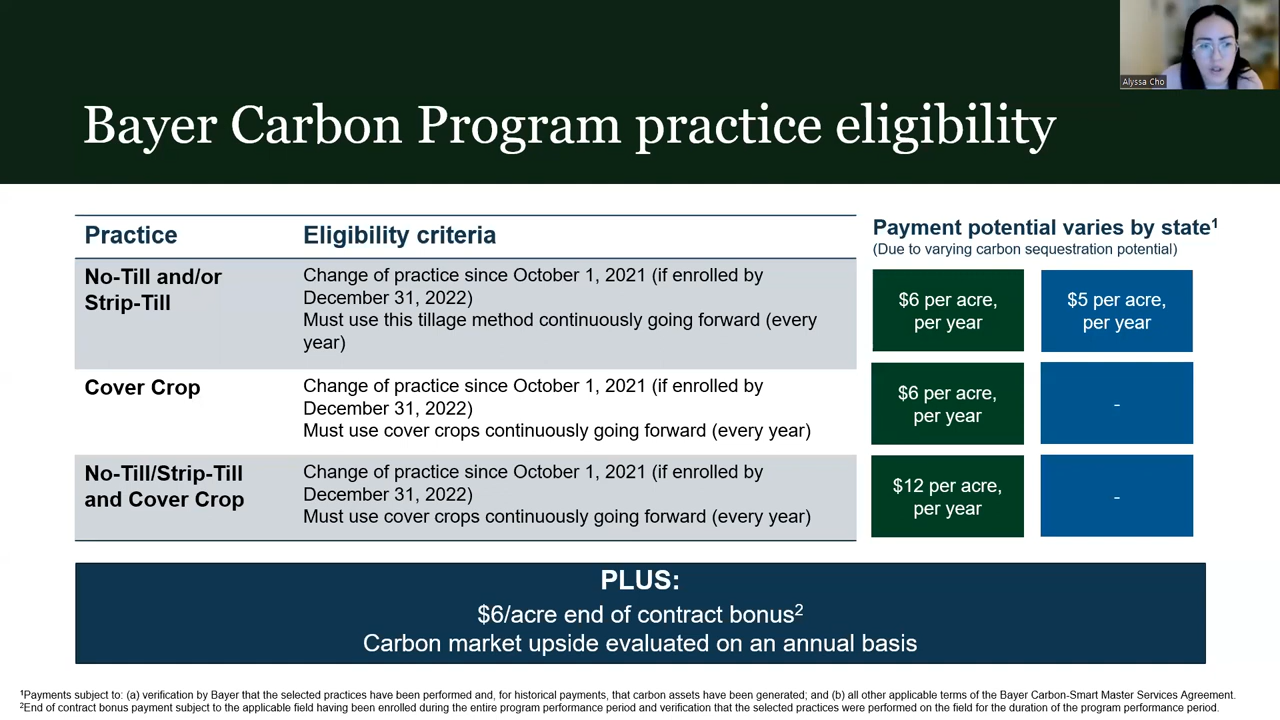 Alyssa Cho
Bayer Carbon Program practice eligibility
Practice
Eligibility criteria
No-Till and/or
Strip-Till
Change of practice since October 1, 2021 (if enrolled by
December 31, 2022)
Must use this tillage method continuously going forward (every
year)
Cover Crop
Change of practice since October 1, 2021 (if enrolled by
December 31, 2022)
Must use cover crops continuously going forward (every year)
No-Till/Strip-Till
and Cover Crop
Change of practice since October 1, 2021 (if enrolled by
December 31, 2022)
Must use cover crops continuously going forward (every year)
Payment potential varies by state¹
(Due to varying carbon sequestration potential)
$6 per acre,
per year
$5 per acre,
per year
$6 per acre,
per year
-
$12 per acre,
per year
-
PLUS:
$6/acre end of contract bonus²
Carbon market upside evaluated on an annual basis
¹Payments subject to: (a) verification by Bayer that the selected practices have been performed and, for historical payments, that carbon assets have been generated; and (b) all other applicable terms of the Bayer Carbon-Smart Master Services Agreement.
²End of contract bonus payment subject to the applicable field having been enrolled during the entire program performance period and verification that the selected practices were performed on the field for the duration of the program performance period.